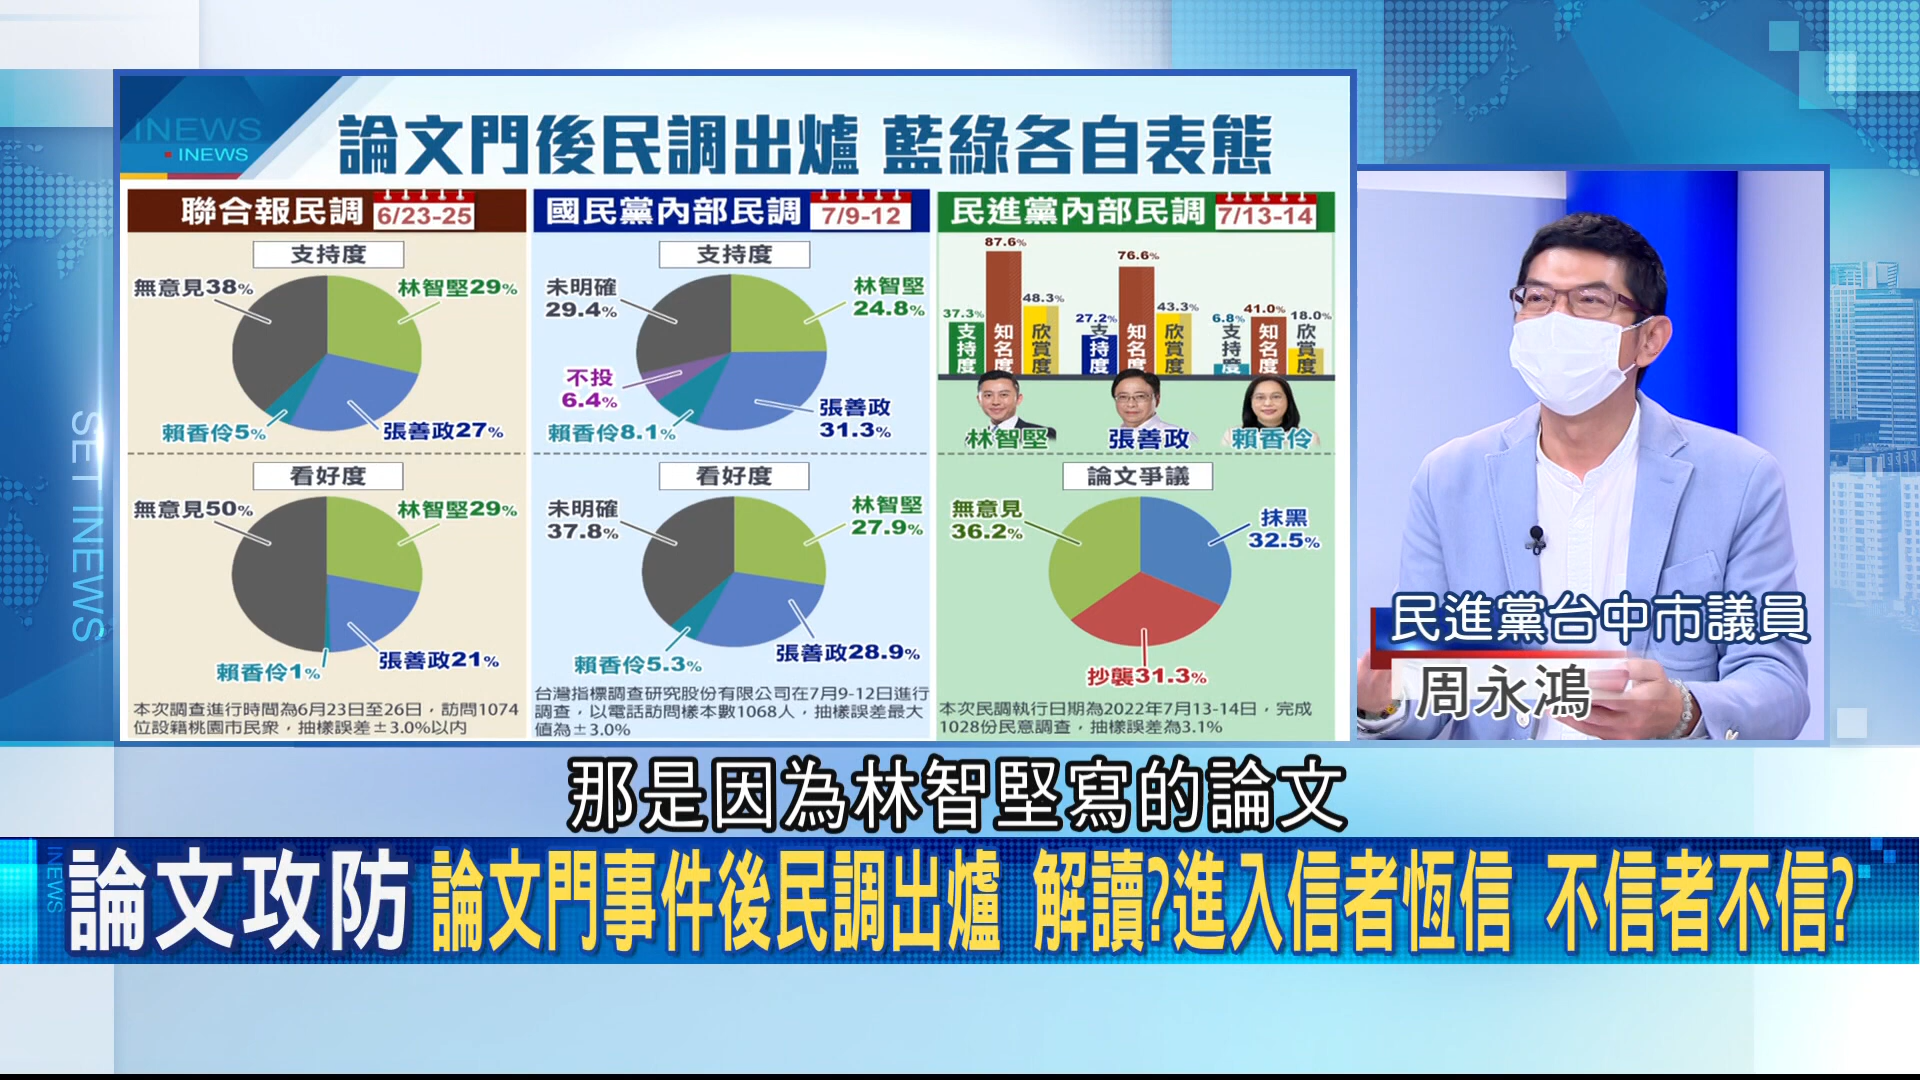 INEWS
INEWS
論文門後民調出爐 藍綠各自表態
聯合報民調 6/23-25
支持度
無意見38%
林智堅29%
賴香伶5%
張善政27%
看好度
無意見50%
林智堅29%
賴香伶1%
張善政21%
本次調查進行時間為6月23日至26日，訪問1074
位設籍桃園市民眾，抽樣誤差±3.0%以內
國民黨內部民調 7/9-12
支持度
未明確
29.4%
林智堅
24.8%
不投
6.4%
賴香伶8.1%
張善政
31.3%
看好度
未明確
37.8%
林智堅
27.9%
賴香伶5.3%
張善政28.9%
台灣指標調查研究股份有限公司在7月9-12日進行
調查，以電話訪問樣本數1068人，抽樣誤差最大
值為±3.0%
民進黨內部民調 7/13-14
37.3% 87.6% 48.3%
支持度 知名度 欣賞度
林智堅
27.2% 76.6% 43.3%
支持度 知名度 欣賞度
張善政
6.8% 41.0% 18.0%
支持度 知名度 欣賞度
賴香伶
論文爭議
無意見
36.2%
抹黑
32.5%
抄襲31.3%
本次民調執行日期為2022年7月13-14日，完成
1028份民意調查，抽樣誤差為3.1%
SET INEWS
民進黨台中市議員
周永鴻
那是因為林智堅寫的論文
INEWS
論文攻防
論文門事件後民調出爐 解讀?進入信者恆信 不信者不信?